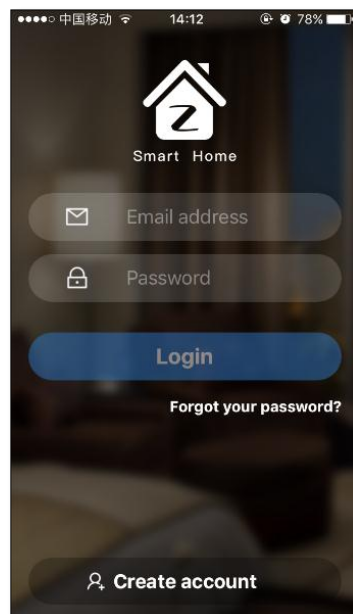 中国移动 14:12 78%
Z
Smart Home
Email address
Password
Login
Forgot your password?
Create account